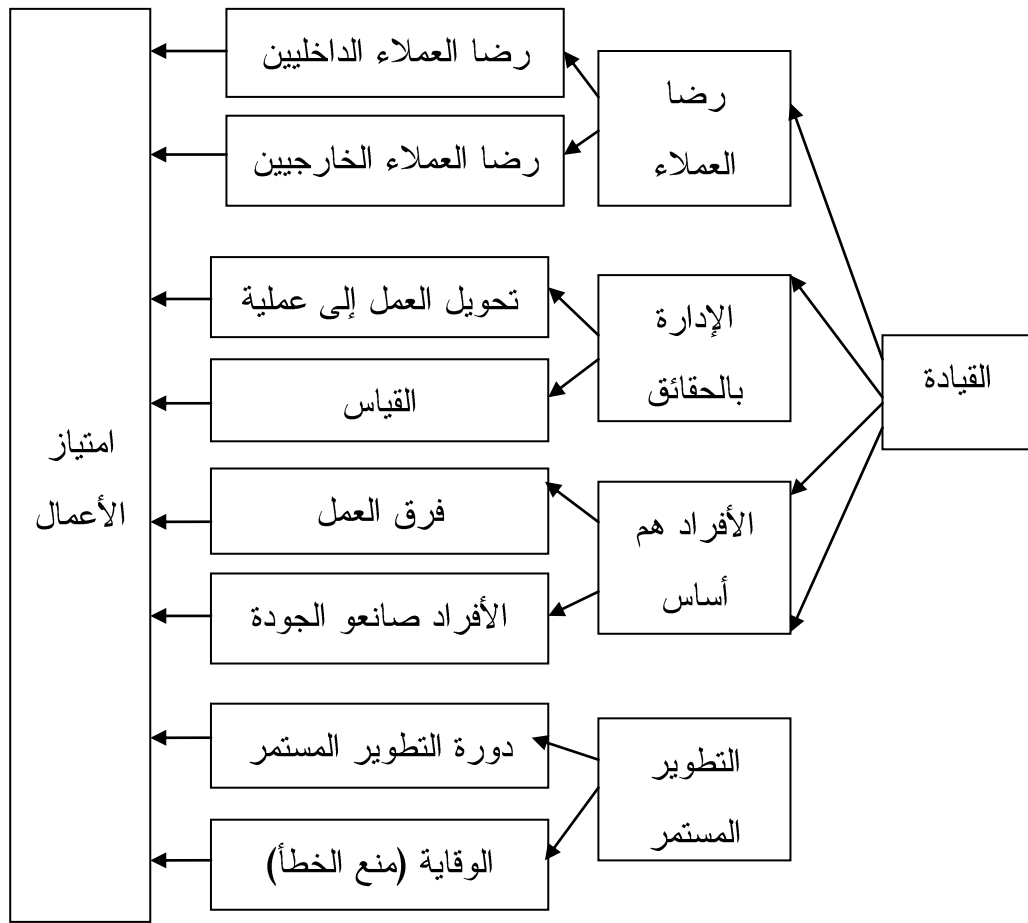 القيادة
رضا
العملاء
رضا العملاء الداخليين
رضا العملاء الخارجيين
الإدارة
بالحقائق
تحويل العمل إلى عملية
القياس
الأفراد هم
أساس
فرق العمل
الأفراد صانعو الجودة
التطوير
المستمر
دورة التطوير المستمر
الوقاية (منع الخطأ)
امتياز
الأعمال